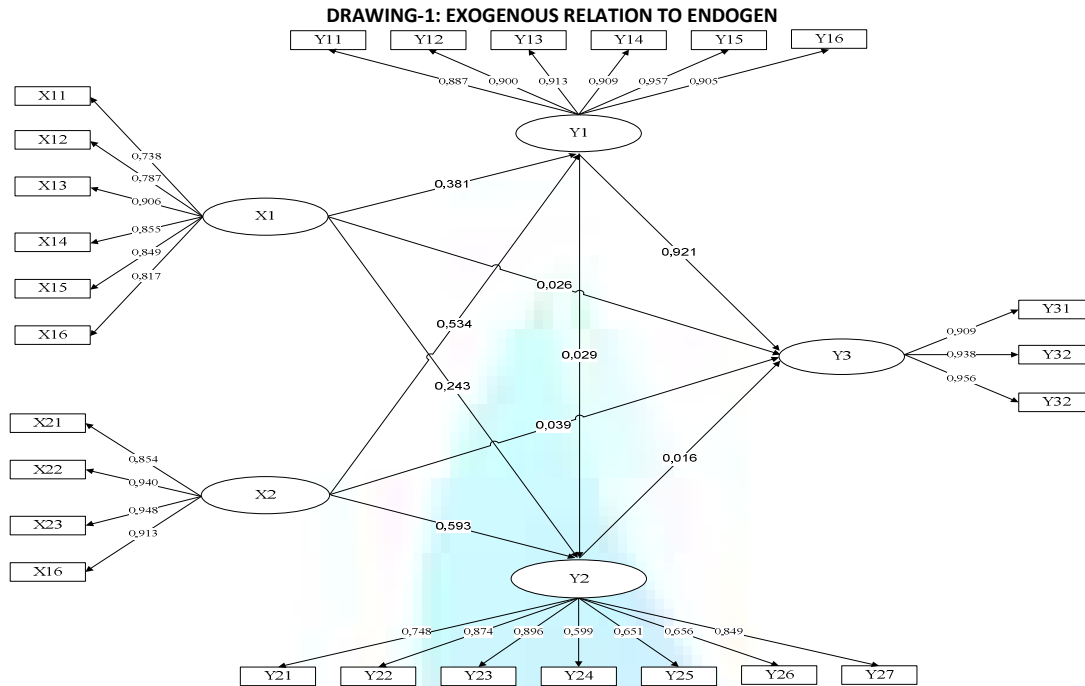 DRAWING-1: EXOGENOUS RELATION TO ENDOGEN
Y11 Y12 Y13 Y14 Y15 Y16
0,887 0,900 0,913 0,909 0,957 0,905
Y1
X11
X12
X13
X14
X15
X16
0,738
0,787
0,906
0,855
0,849
0,817
X1
0,381
0,921
0,026
0,534
0,029
0,243
0,039
0,016
0,593
Y3
0,909
0,938
0,956
Y31
Y32
Y32
X21
X22
X23
X16
0,854
0,940
0,948
0,913
X2
Y2
0,748 0,874 0,896 0,599 0,651 0,656 0,849
Y21 Y22 Y23 Y24 Y25 Y26 Y27